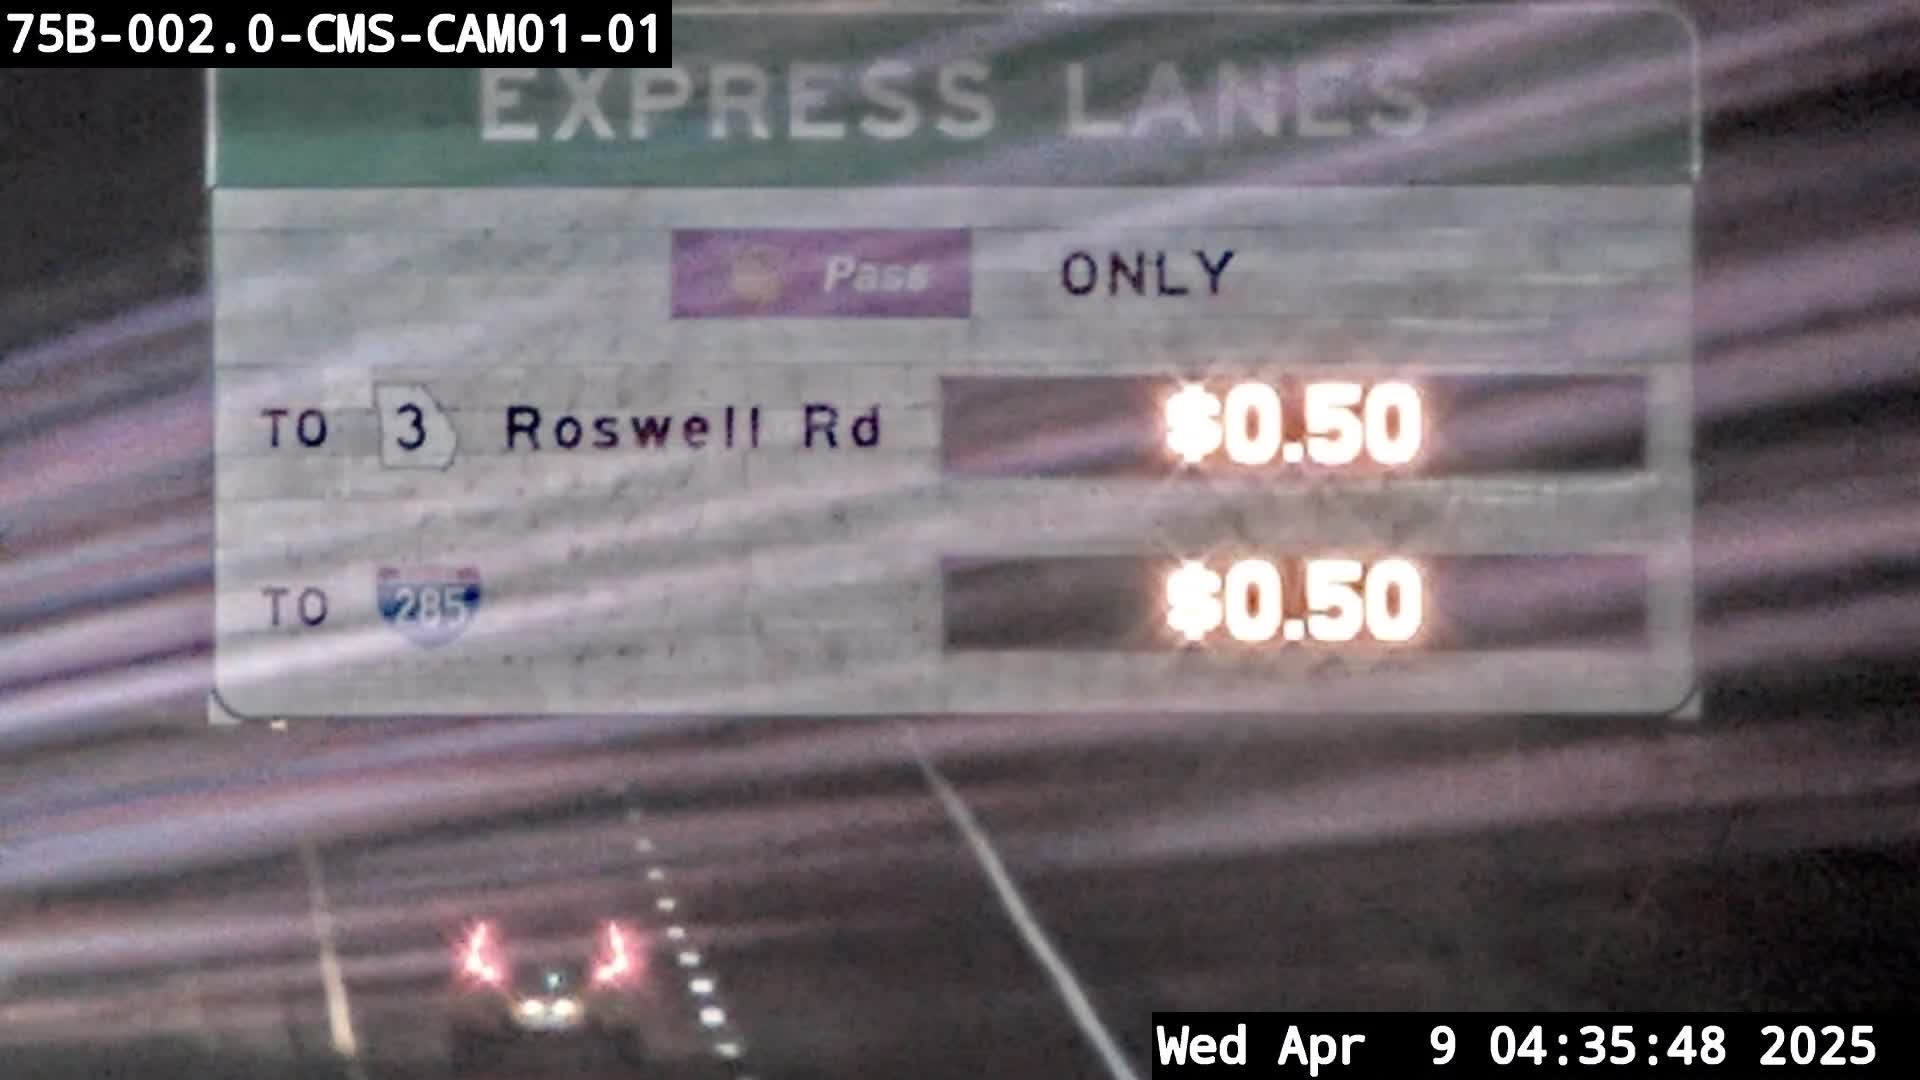 75B-002.0-CMS-CAM01-01
EXPRESS LANES
Pass ONLY
TO 3 Roswell Rd $0.50
TO 285 $0.50
Wed Apr 9 04:35:48 2025